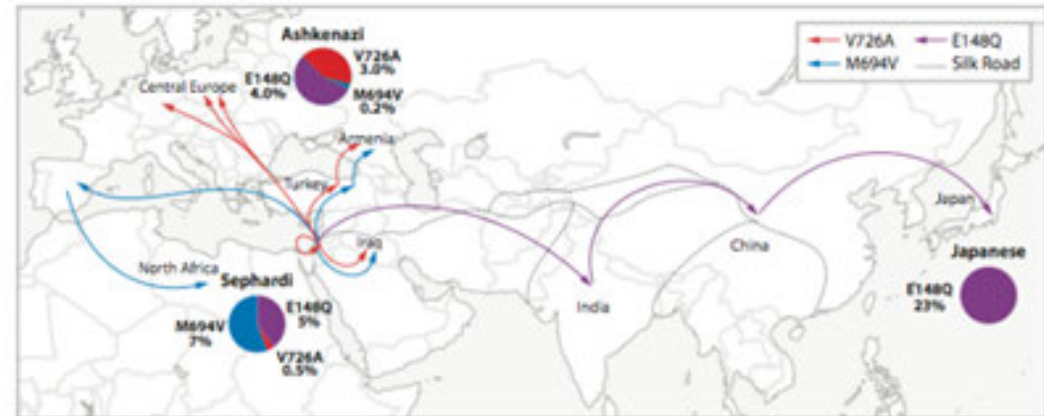 Ashkenazi
V726A
3.0%
E148Q
4.0%
M694V
0.2%
Central Europe
Armenia
Turkey
Iraq
North Africa
Sephardi
E148Q
5%
M694V
7%
V726A
0.5%
India
China
Japan
Japanese
E148Q
23%
V726A
E148Q
M694V
Silk Road